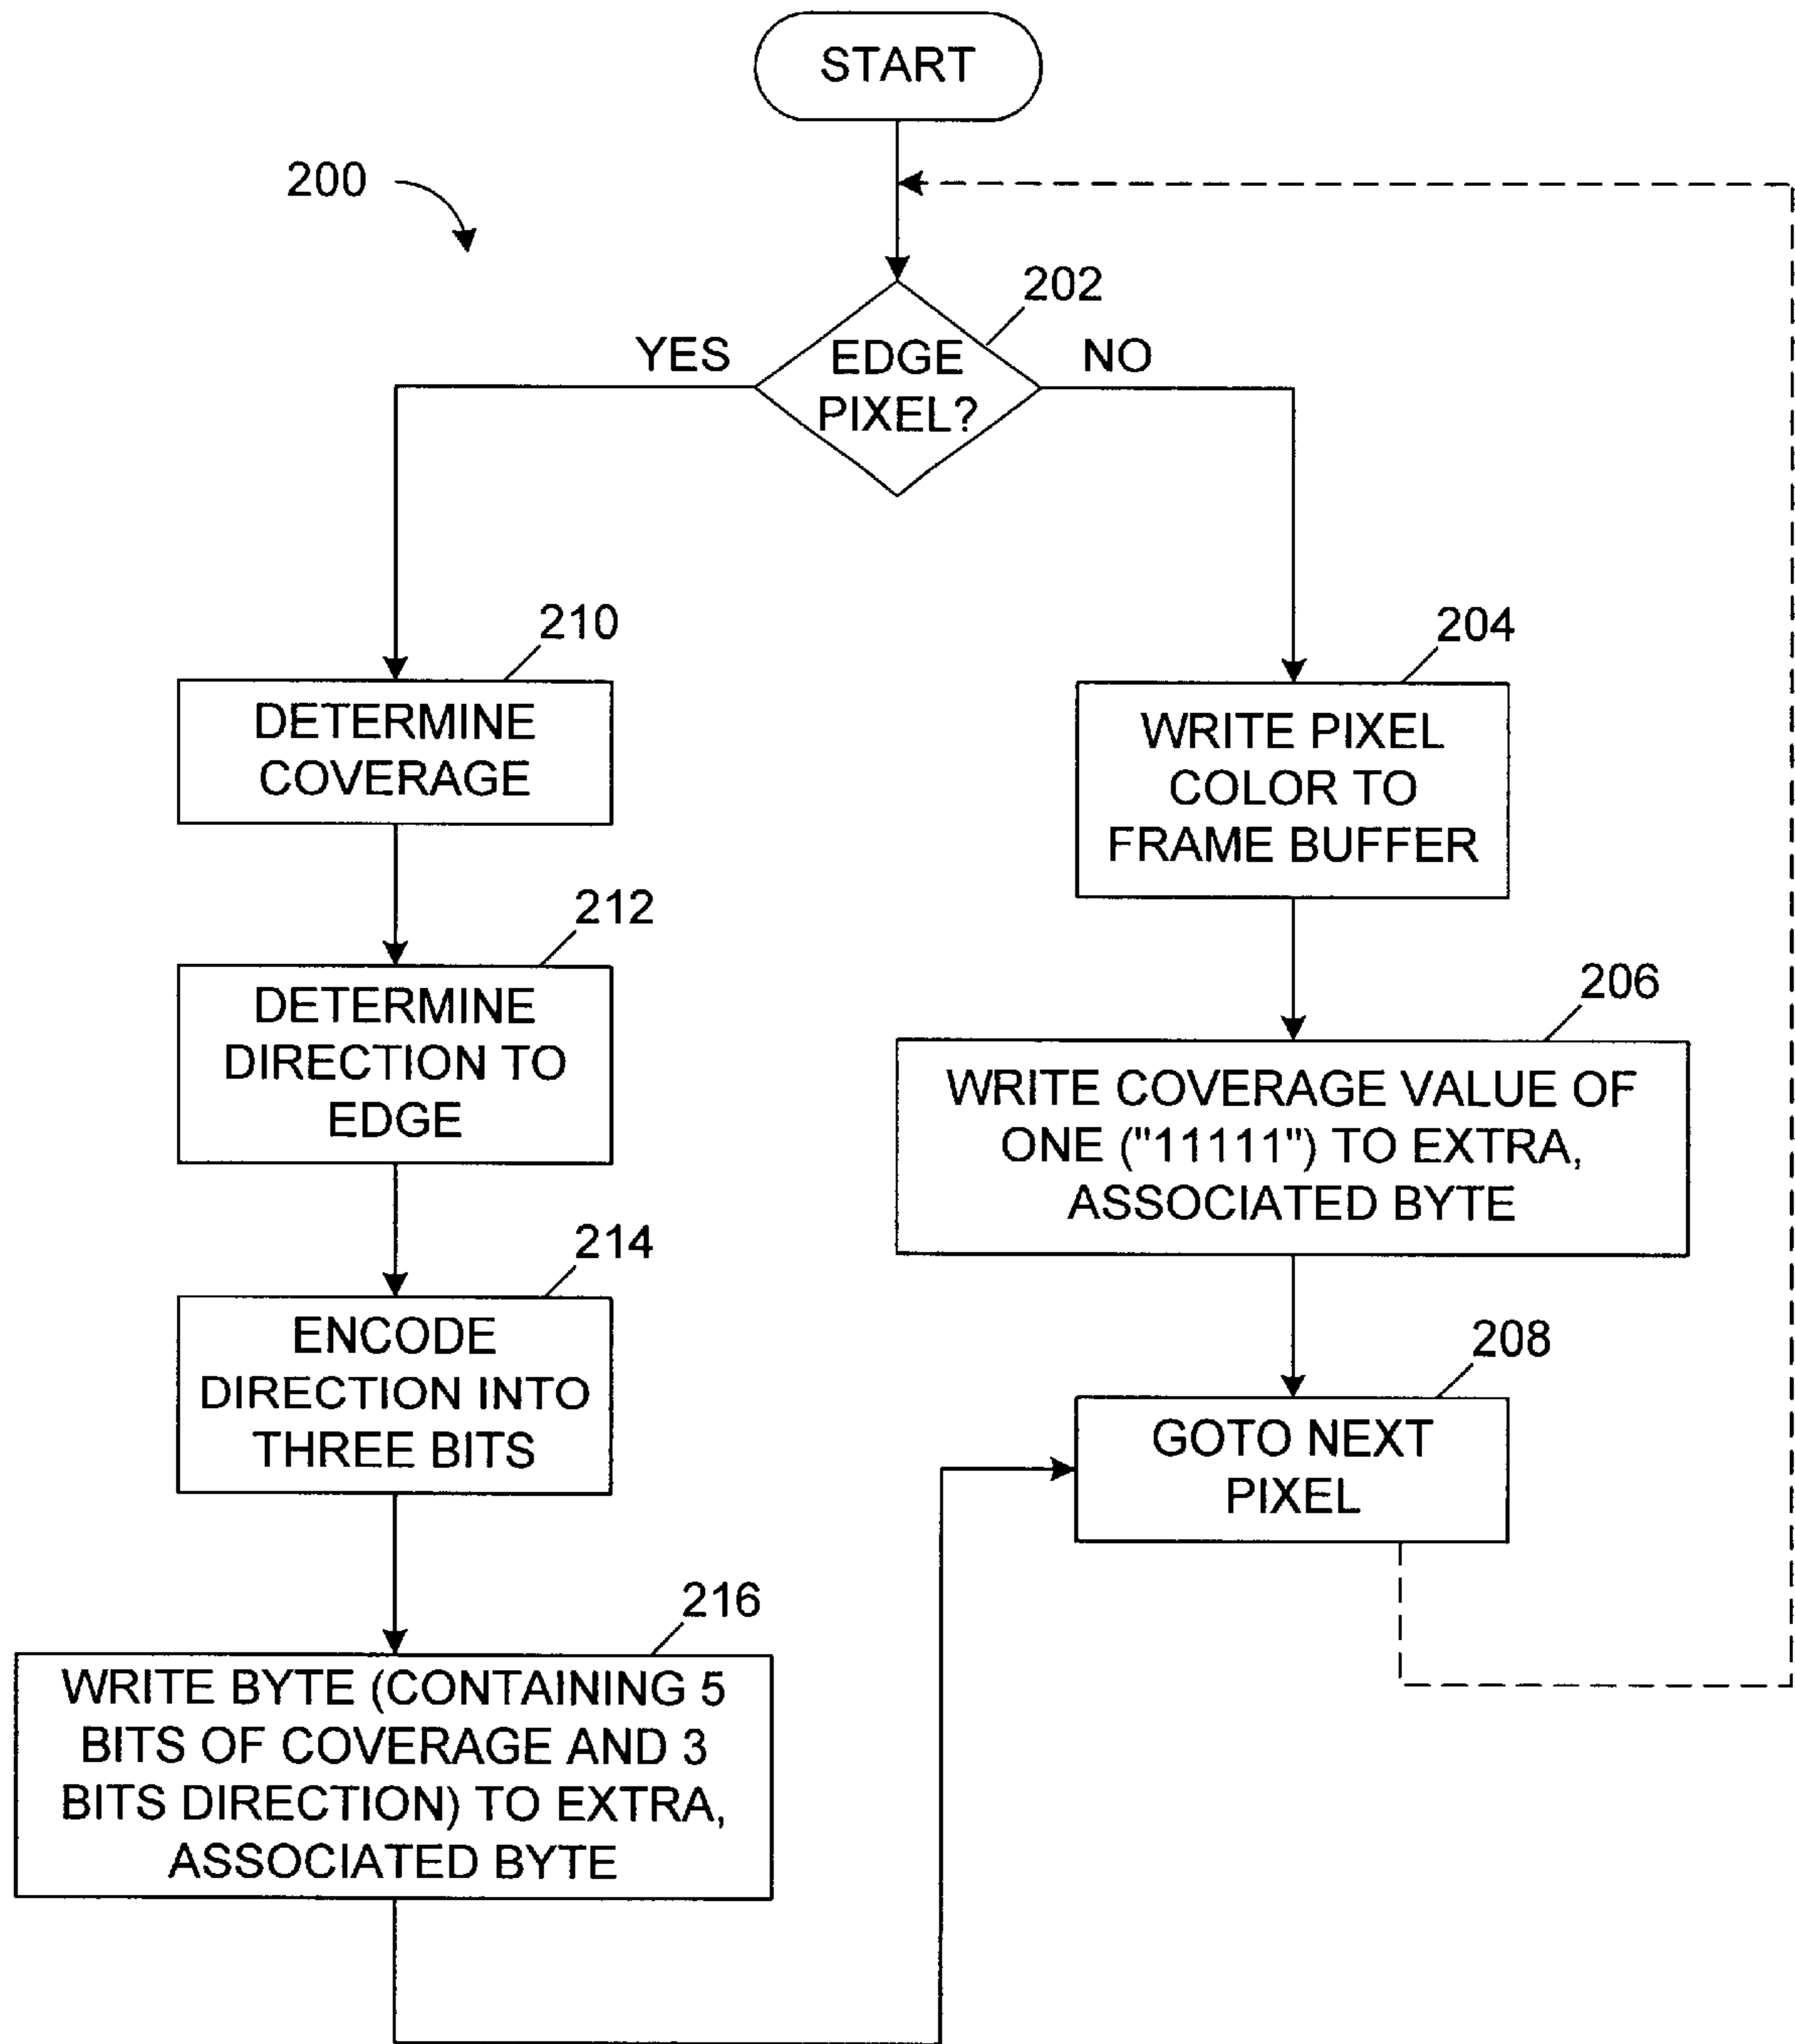 START
200
202
YES
EDGE
NO
PIXEL?
210
DETERMINE
COVERAGE
212
DETERMINE
DIRECTION TO
EDGE
214
ENCODE
DIRECTION INTO
THREE BITS
216
WRITE BYTE (CONTAINING 5
BITS OF COVERAGE AND 3
BITS DIRECTION) TO EXTRA,
ASSOCIATED BYTE
204
WRITE PIXEL
COLOR TO
FRAME BUFFER
206
WRITE COVERAGE VALUE OF
ONE ("11111") TO EXTRA,
ASSOCIATED BYTE
208
GOTO NEXT
PIXEL